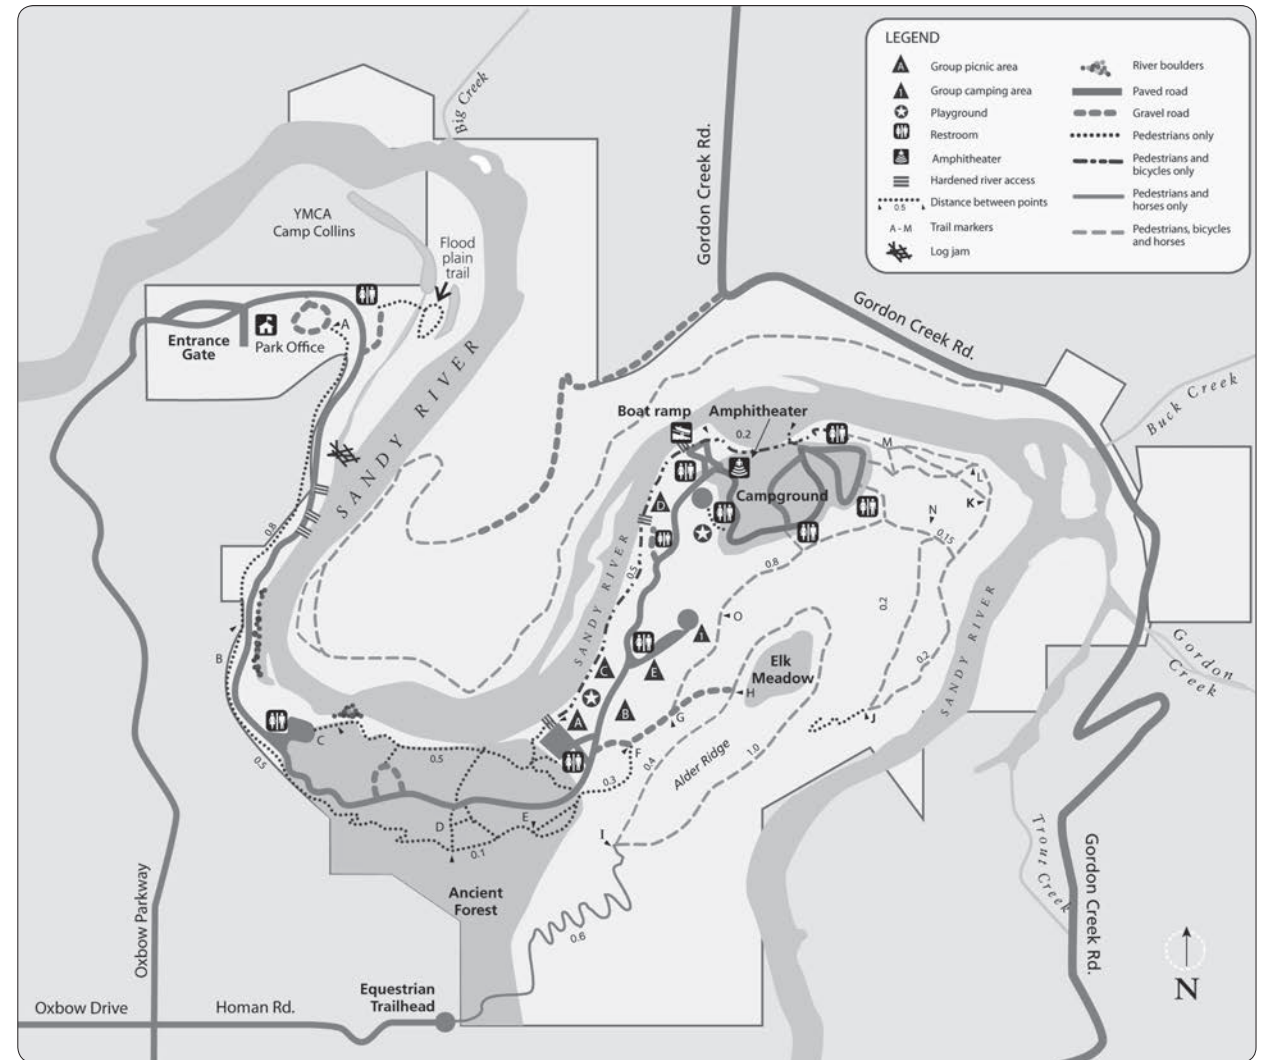 LEGEND
A
Group picnic area
1
Group camping area
Playground
Restroom
Amphitheater
Hardened river access
0.5
Distance between points
A - M
Trail markers
Log jam
River boulders
Paved road
Gravel road
Pedestrians only
Pedestrians and
bicycles only
Pedestrians and
horses only
Pedestrians, bicycles
and horses
Big Creek
Gordon Creek Rd.
YMCA
Camp Collins
Flood
plain
trail
Gordon Creek Rd.
A
Entrance
Gate
Park Office
SANDY RIVER
Buck Creek
Boat ramp
Amphitheater
0.2
M
L
K
Campground
D
N
0.15
0.8
0.5
0.8
SANDY RIVER
0.2
O
1
B
C
E
Elk
Meadow
0.2
SANDY RIVER
Gordon
Creek
H
A
B
G
J
C
0.5
0.5
F
0.3
0.4
Alder Ridge
1.0
D
E
0.1
I
Trout Creek
Gordon Creek Rd.
Ancient
Forest
0.6
Oxbow Parkway
Equestrian
Trailhead
Oxbow Drive
Homan Rd.
N